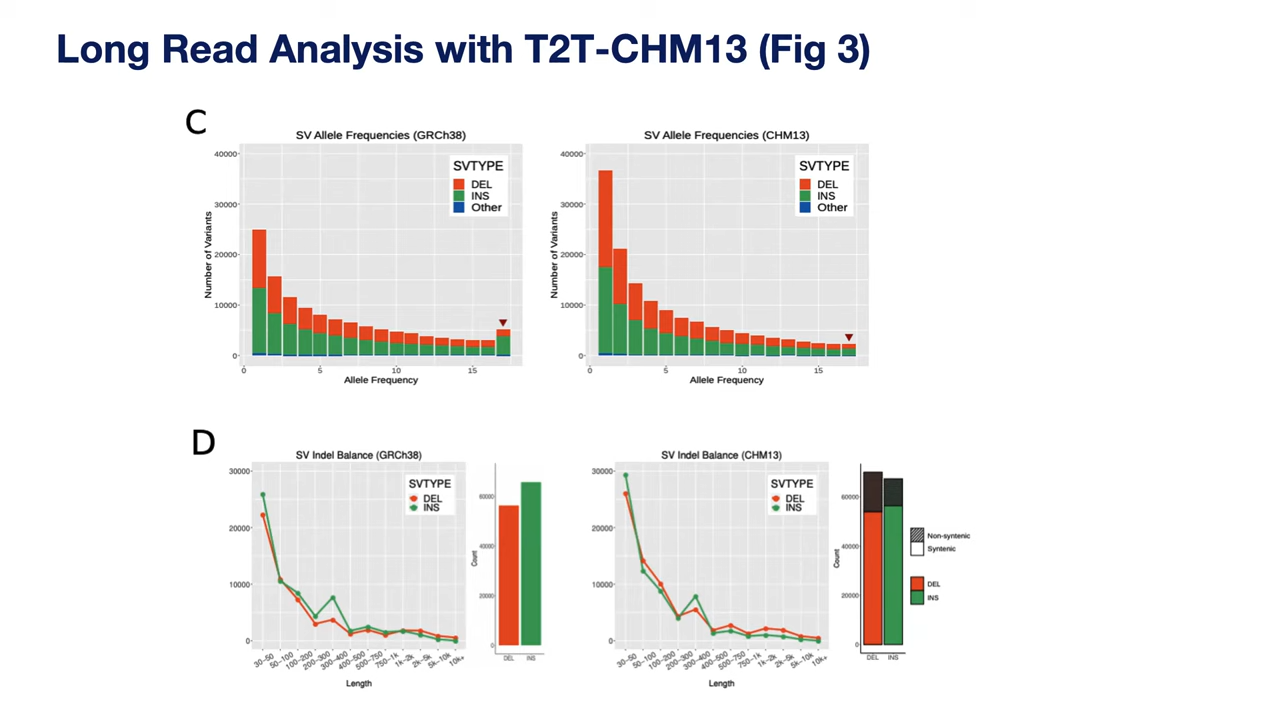 Long Read Analysis with T2T-CHM13 (Fig 3)
C
SV Allele Frequencies (GRCh38)
Number of Variants
40000
30000
20000
10000
0
SVTYPE
DEL
INS
Other
0 5 10 15
Allele Frequency
SV Allele Frequencies (CHM13)
Number of Variants
40000
30000
20000
10000
0
SVTYPE
DEL
INS
Other
0 5 10 15
Allele Frequency
D
SV Indel Balance (GRCh38)
30000
20000
10000
0
SVTYPE
DEL
INS
30–50 50–100 100–200 200–300 300–400 400–500 500–750 750–1k 1k–2k 2k–5k 5k–10k 10k+
Length
Count
60000
40000
20000
0
DEL INS
SV Indel Balance (CHM13)
30000
20000
10000
0
SVTYPE
DEL
INS
30–50 50–100 100–200 200–300 300–400 400–500 500–750 750–1k 1k–2k 2k–5k 5k–10k 10k+
Length
Count
60000
40000
20000
0
DEL INS
Non-syntenic
Syntenic
DEL
INS